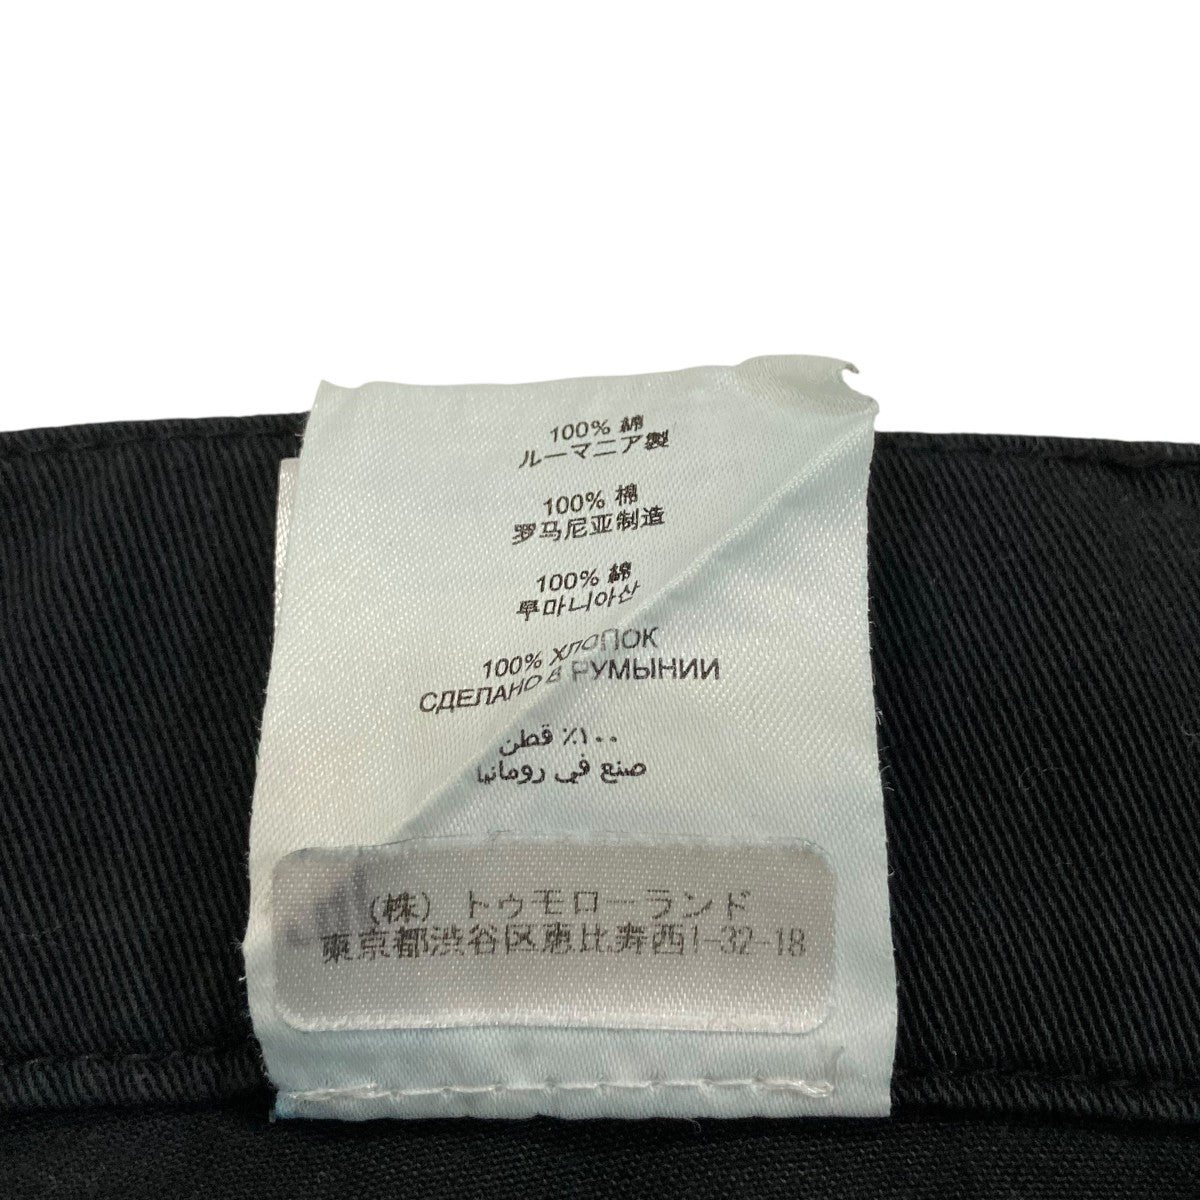 100% 綿
ルーマニア製
100% 棉
罗马尼亚制造
100% 綿
루마니아산
100% ХЛОПОК
СДЕЛАНО В РУМЫНИИ
١٠٠٪ قطن
صنع في رومانيا
(株) トゥモローランド
東京都渋谷区恵比寿西1-32-18